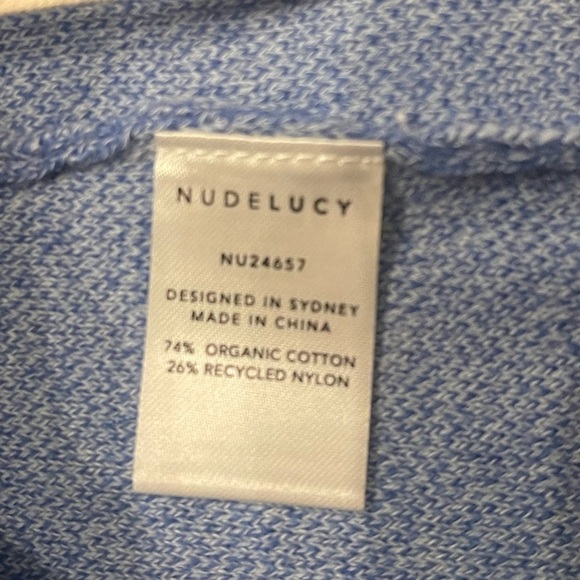 NUDELUCY
NU24657
DESIGNED IN SYDNEY
MADE IN CHINA
74% ORGANIC COTTON
26% RECYCLED NYLON